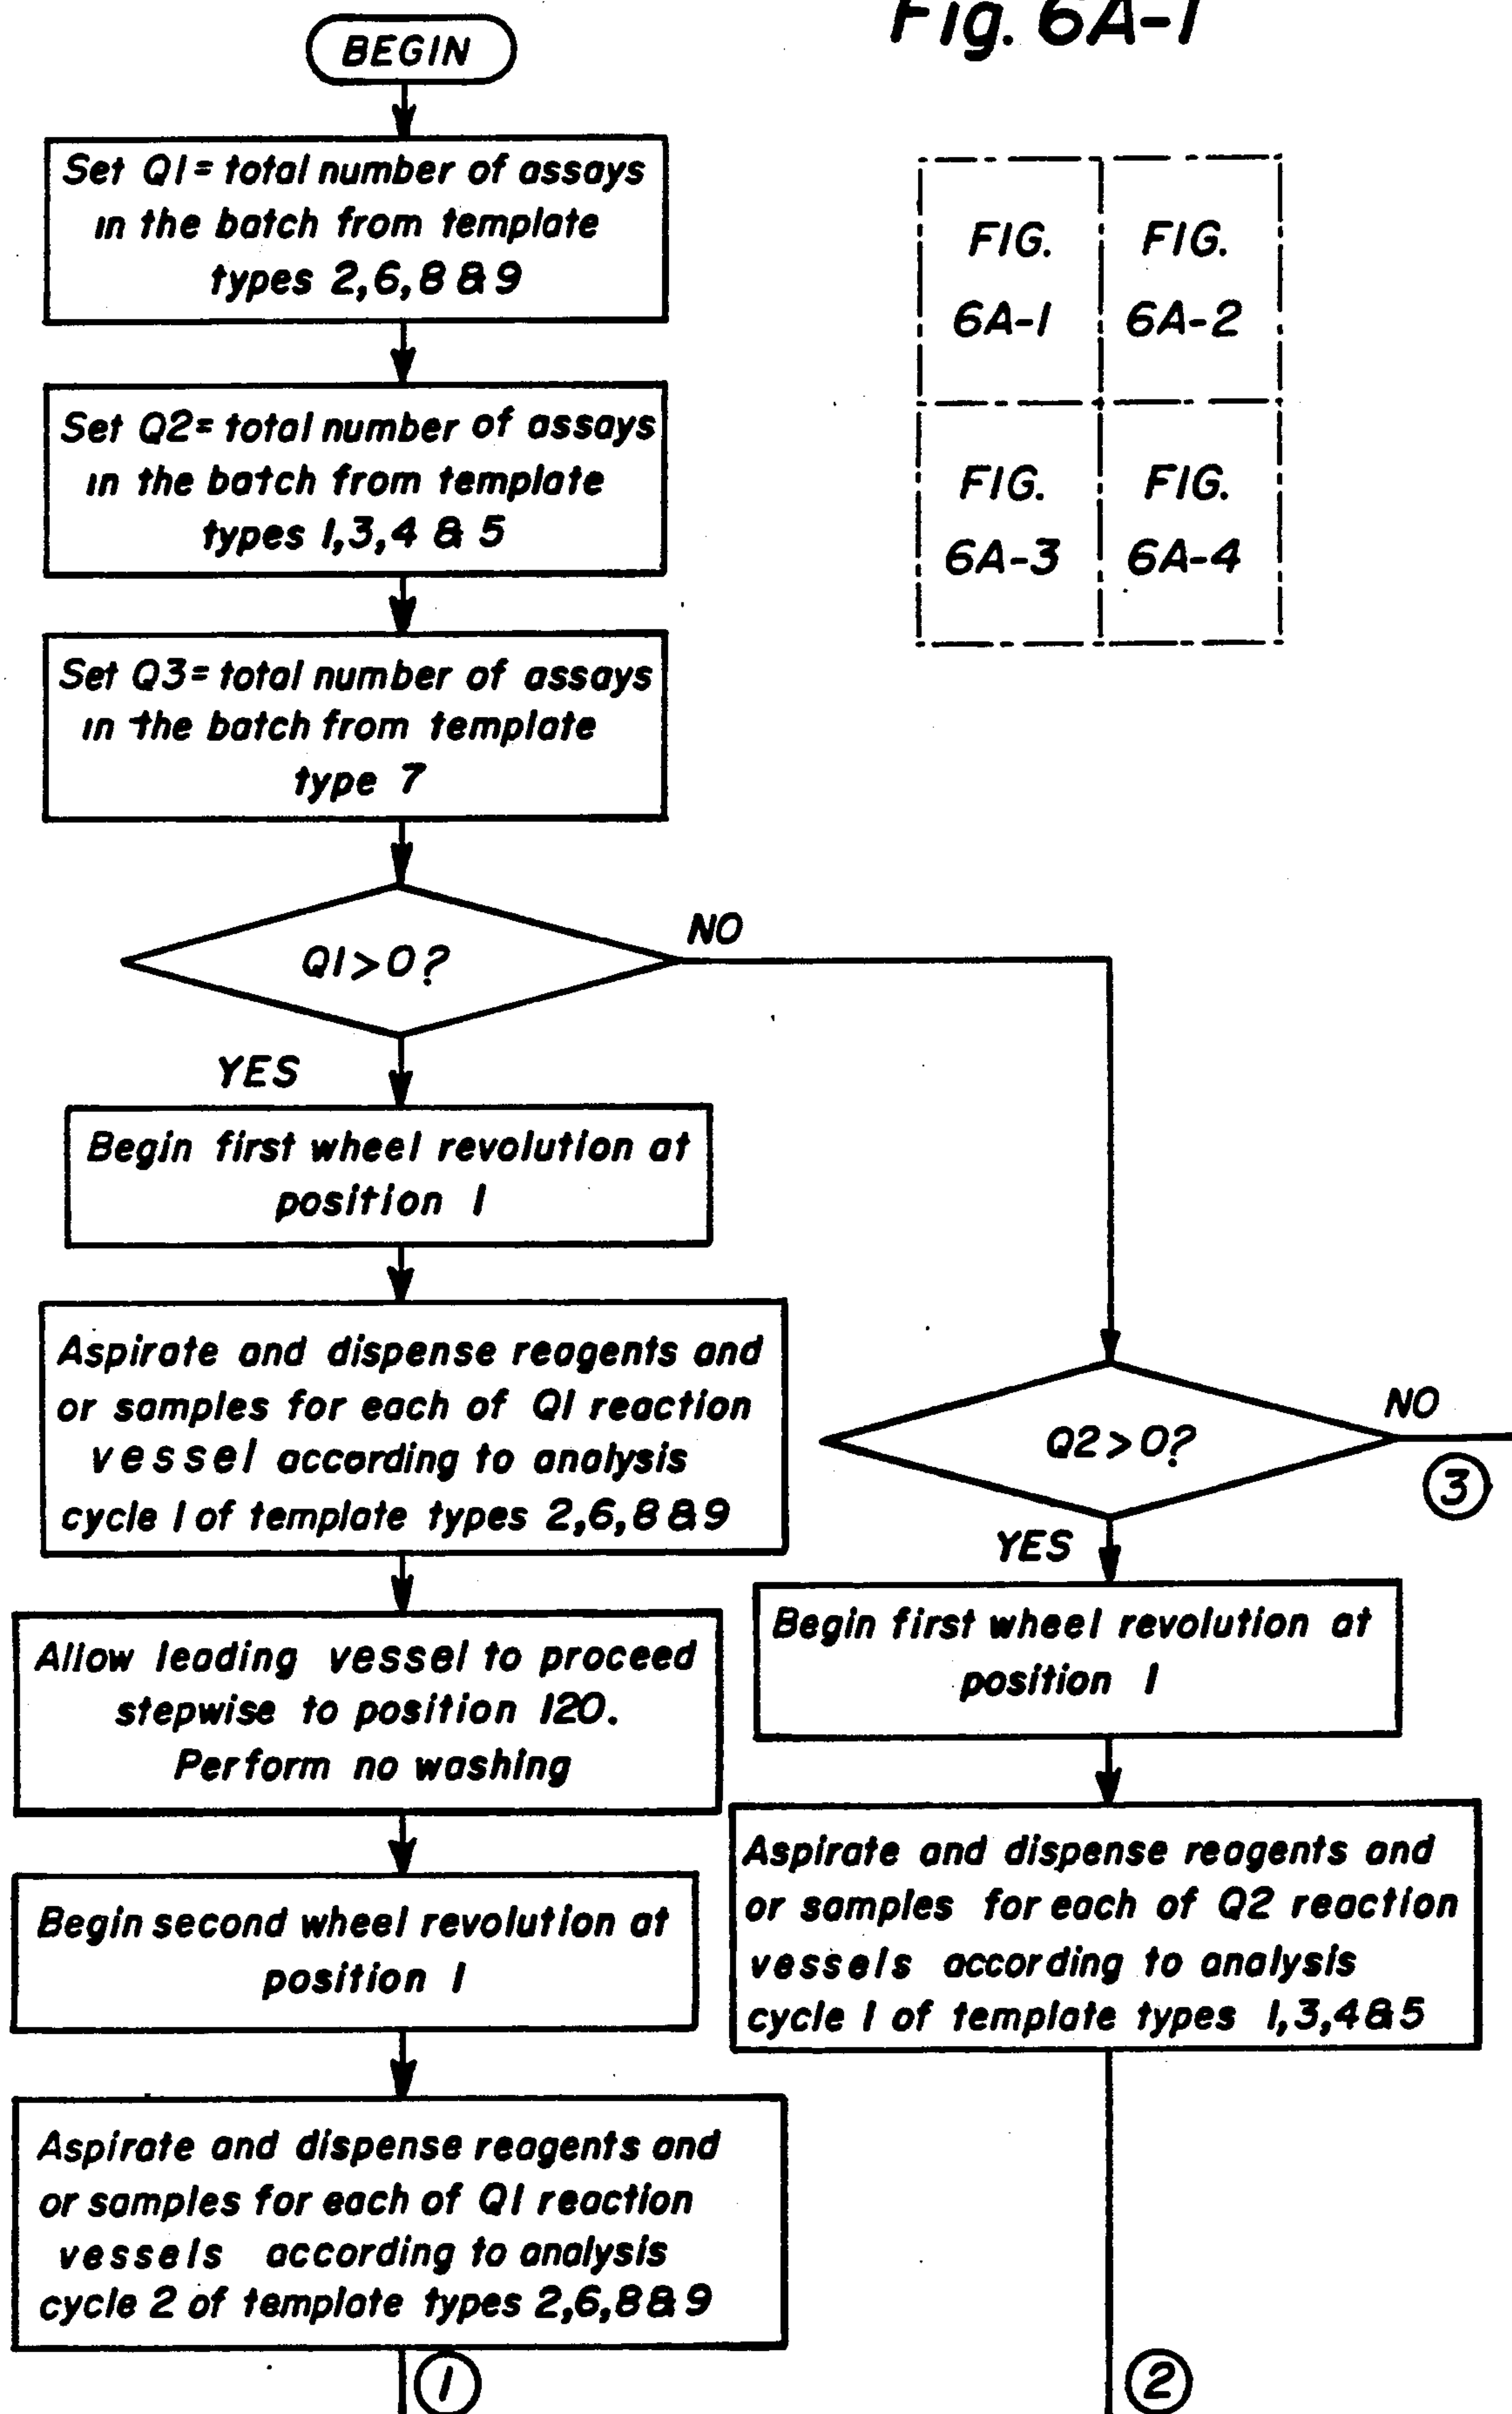 Fig. 6A-1
BEGIN
Set Q1= total number of assays
in the batch from template
types 2,6,8 & 9
Set Q2= total number of assays
in the batch from template
types 1,3,4 & 5
Set Q3= total number of assays
in the batch from template
type 7
FIG.
6A-1
FIG.
6A-2
FIG.
6A-3
FIG.
6A-4
Q1>0?
NO
YES
Begin first wheel revolution at
position 1
Aspirate and dispense reagents and
or samples for each of Q1 reaction
vessel according to analysis
cycle 1 of template types 2,6,8 & 9
Allow leading vessel to proceed
stepwise to position 120.
Perform no washing
Begin second wheel revolution at
position 1
Aspirate and dispense reagents and
or samples for each of Q1 reaction
vessels according to analysis
cycle 2 of template types 2,6,8 & 9
1
Q2>0?
NO
3
YES
Begin first wheel revolution at
position 1
Aspirate and dispense reagents and
or samples for each of Q2 reaction
vessels according to analysis
cycle 1 of template types 1,3,4 & 5
2